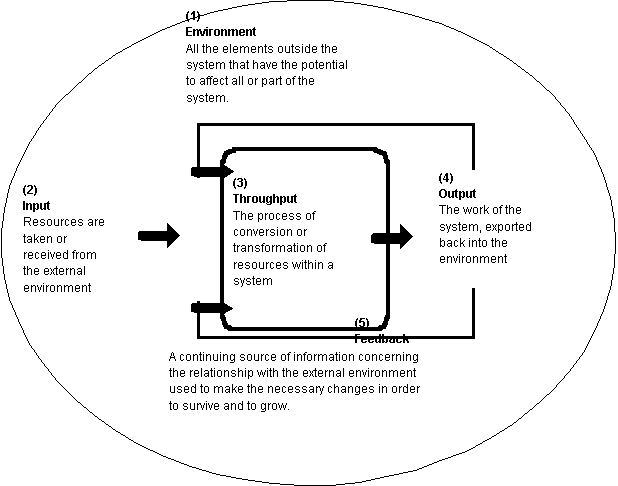 (1)
Environment
All the elements outside the
system that have the potential
to affect all or part of the
system.
(2)
Input
Resources are
taken or
received from
the external
environment
(3)
Throughput
The process of
conversion or
transformation of
resources within a
system
(4)
Output
The work of the
system, exported
back into the
environment
(5)
Feedback
A continuing source of information concerning
the relationship with the external environment
used to make the necessary changes in order
to survive and to grow.